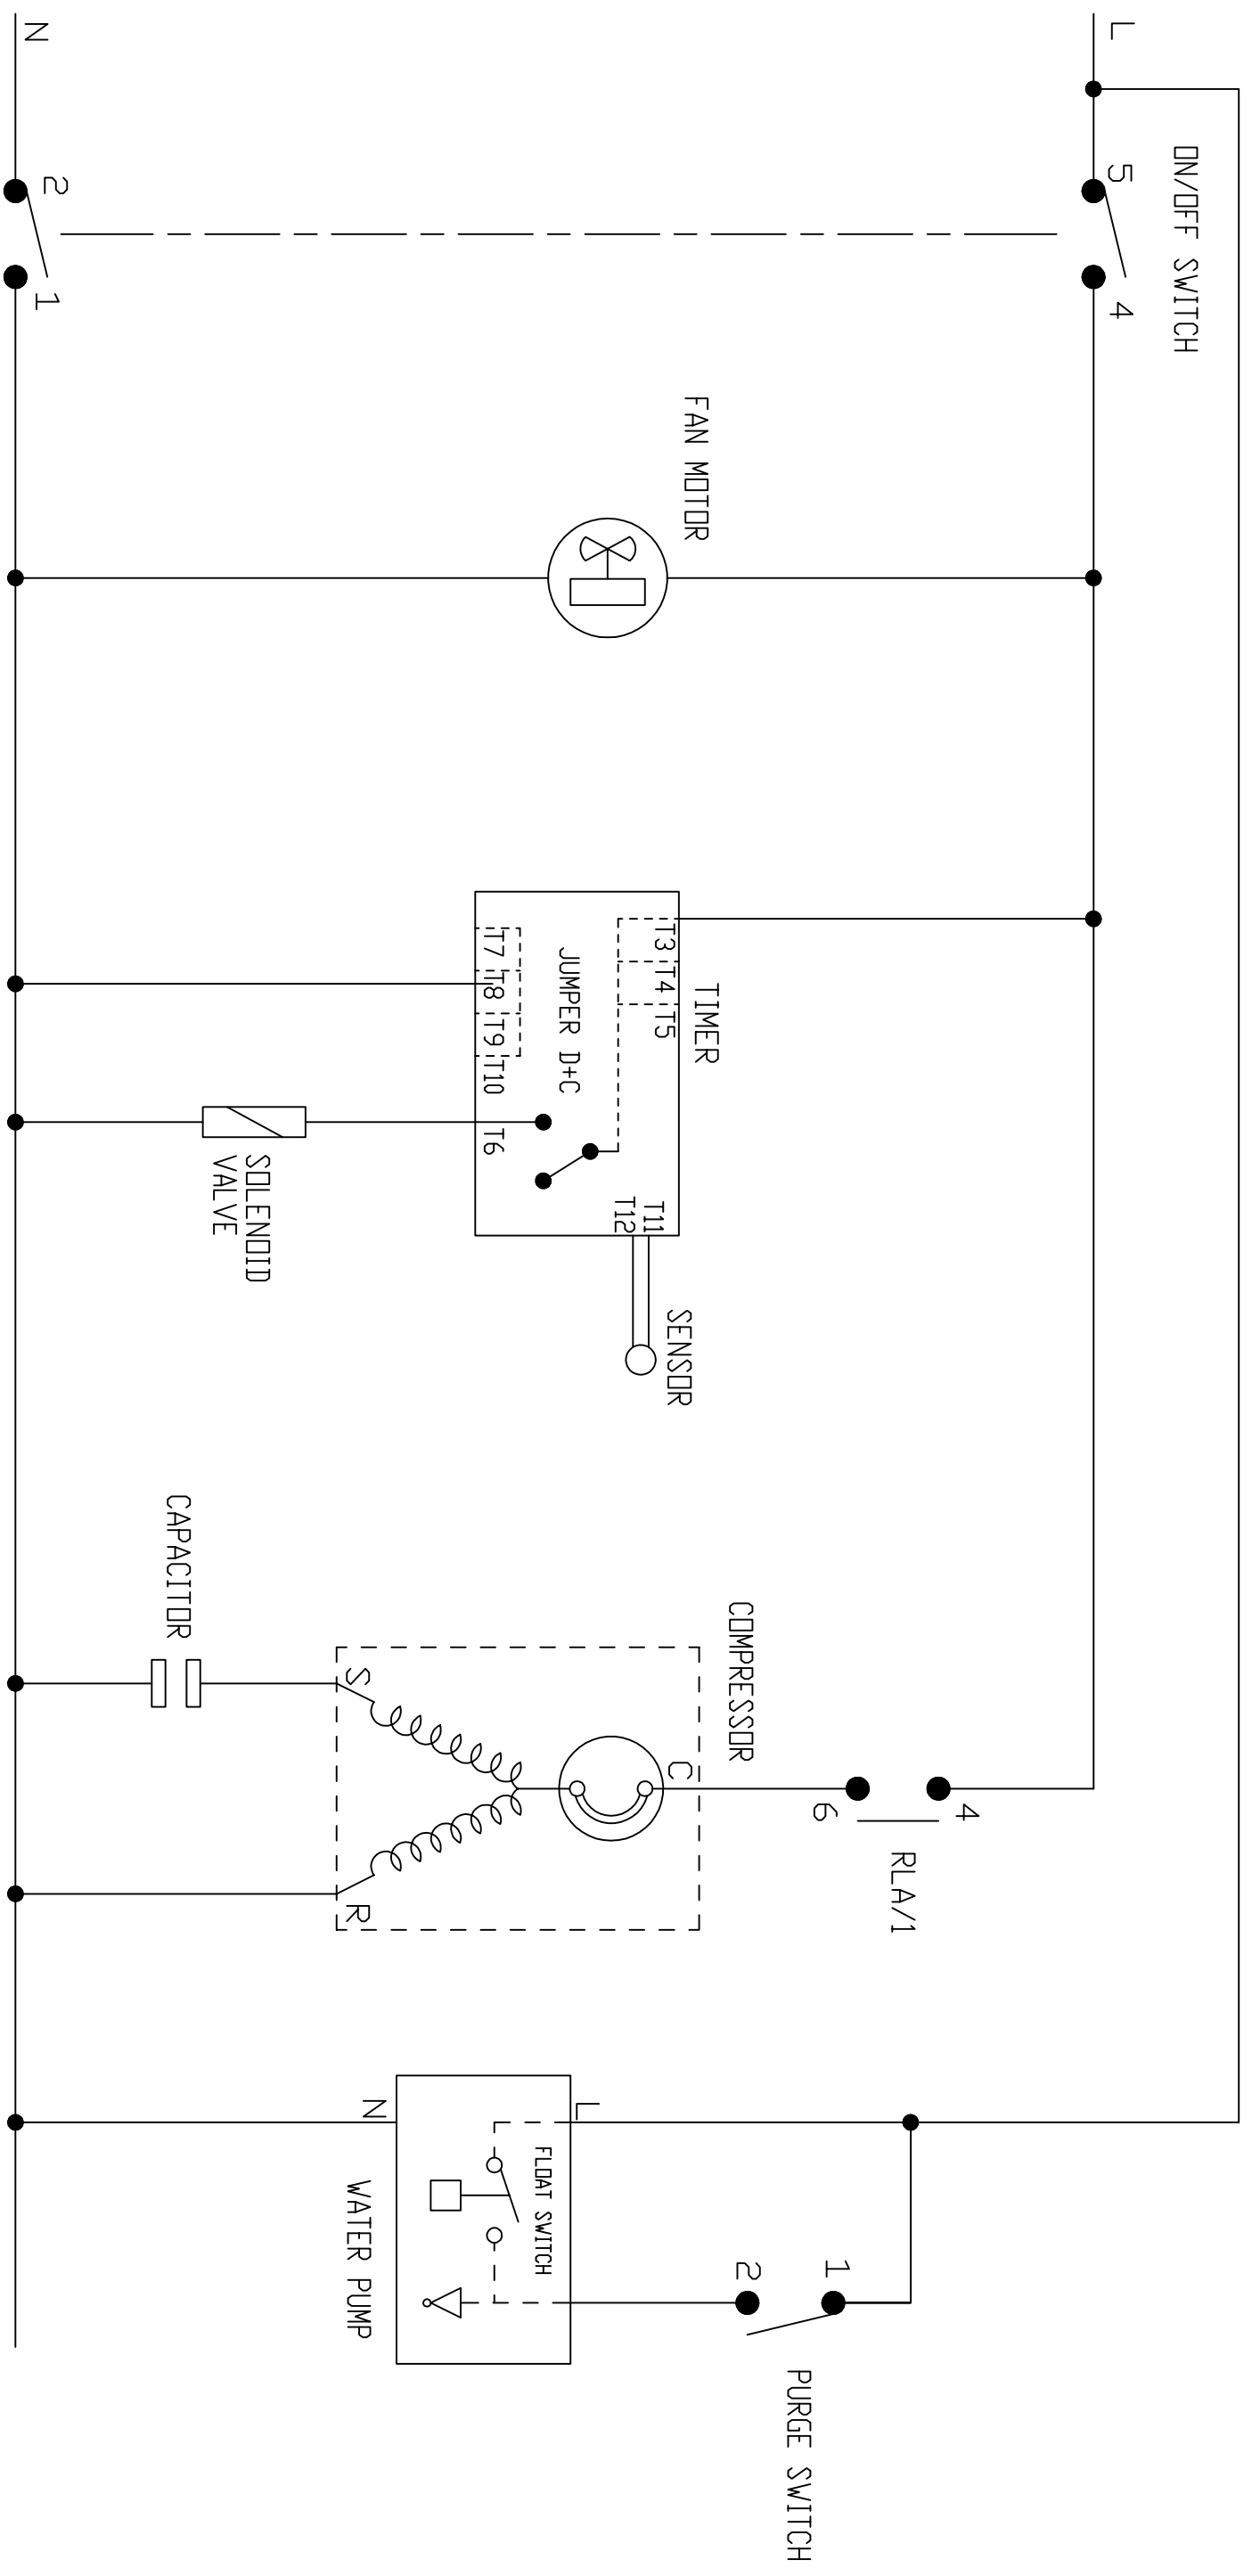 L
N
ON/OFF SWITCH
5
4
2
1
FAN MOTOR
TIMER
T3
T4
T5
JUMPER D+C
T7
T8
T9
T10
T6
T11
T12
SENSOR
SOLENOID
VALVE
CAPACITOR
COMPRESSOR
C
S
R
4
6
RLA/1
L
N
FLOAT SWITCH
WATER PUMP
1
2
PURGE SWITCH